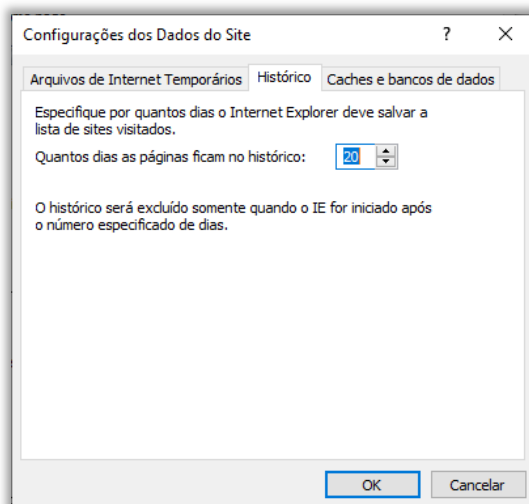 Configurações dos Dados do Site ?
Arquivos de Internet Temporários Histórico Caches e bancos de dados
Especifique por quantos dias o Internet Explorer deve salvar a
lista de sites visitados.
Quantos dias as páginas ficam no histórico: 20
O histórico será excluído somente quando o IE for iniciado após
o número especificado de dias.
OK Cancelar